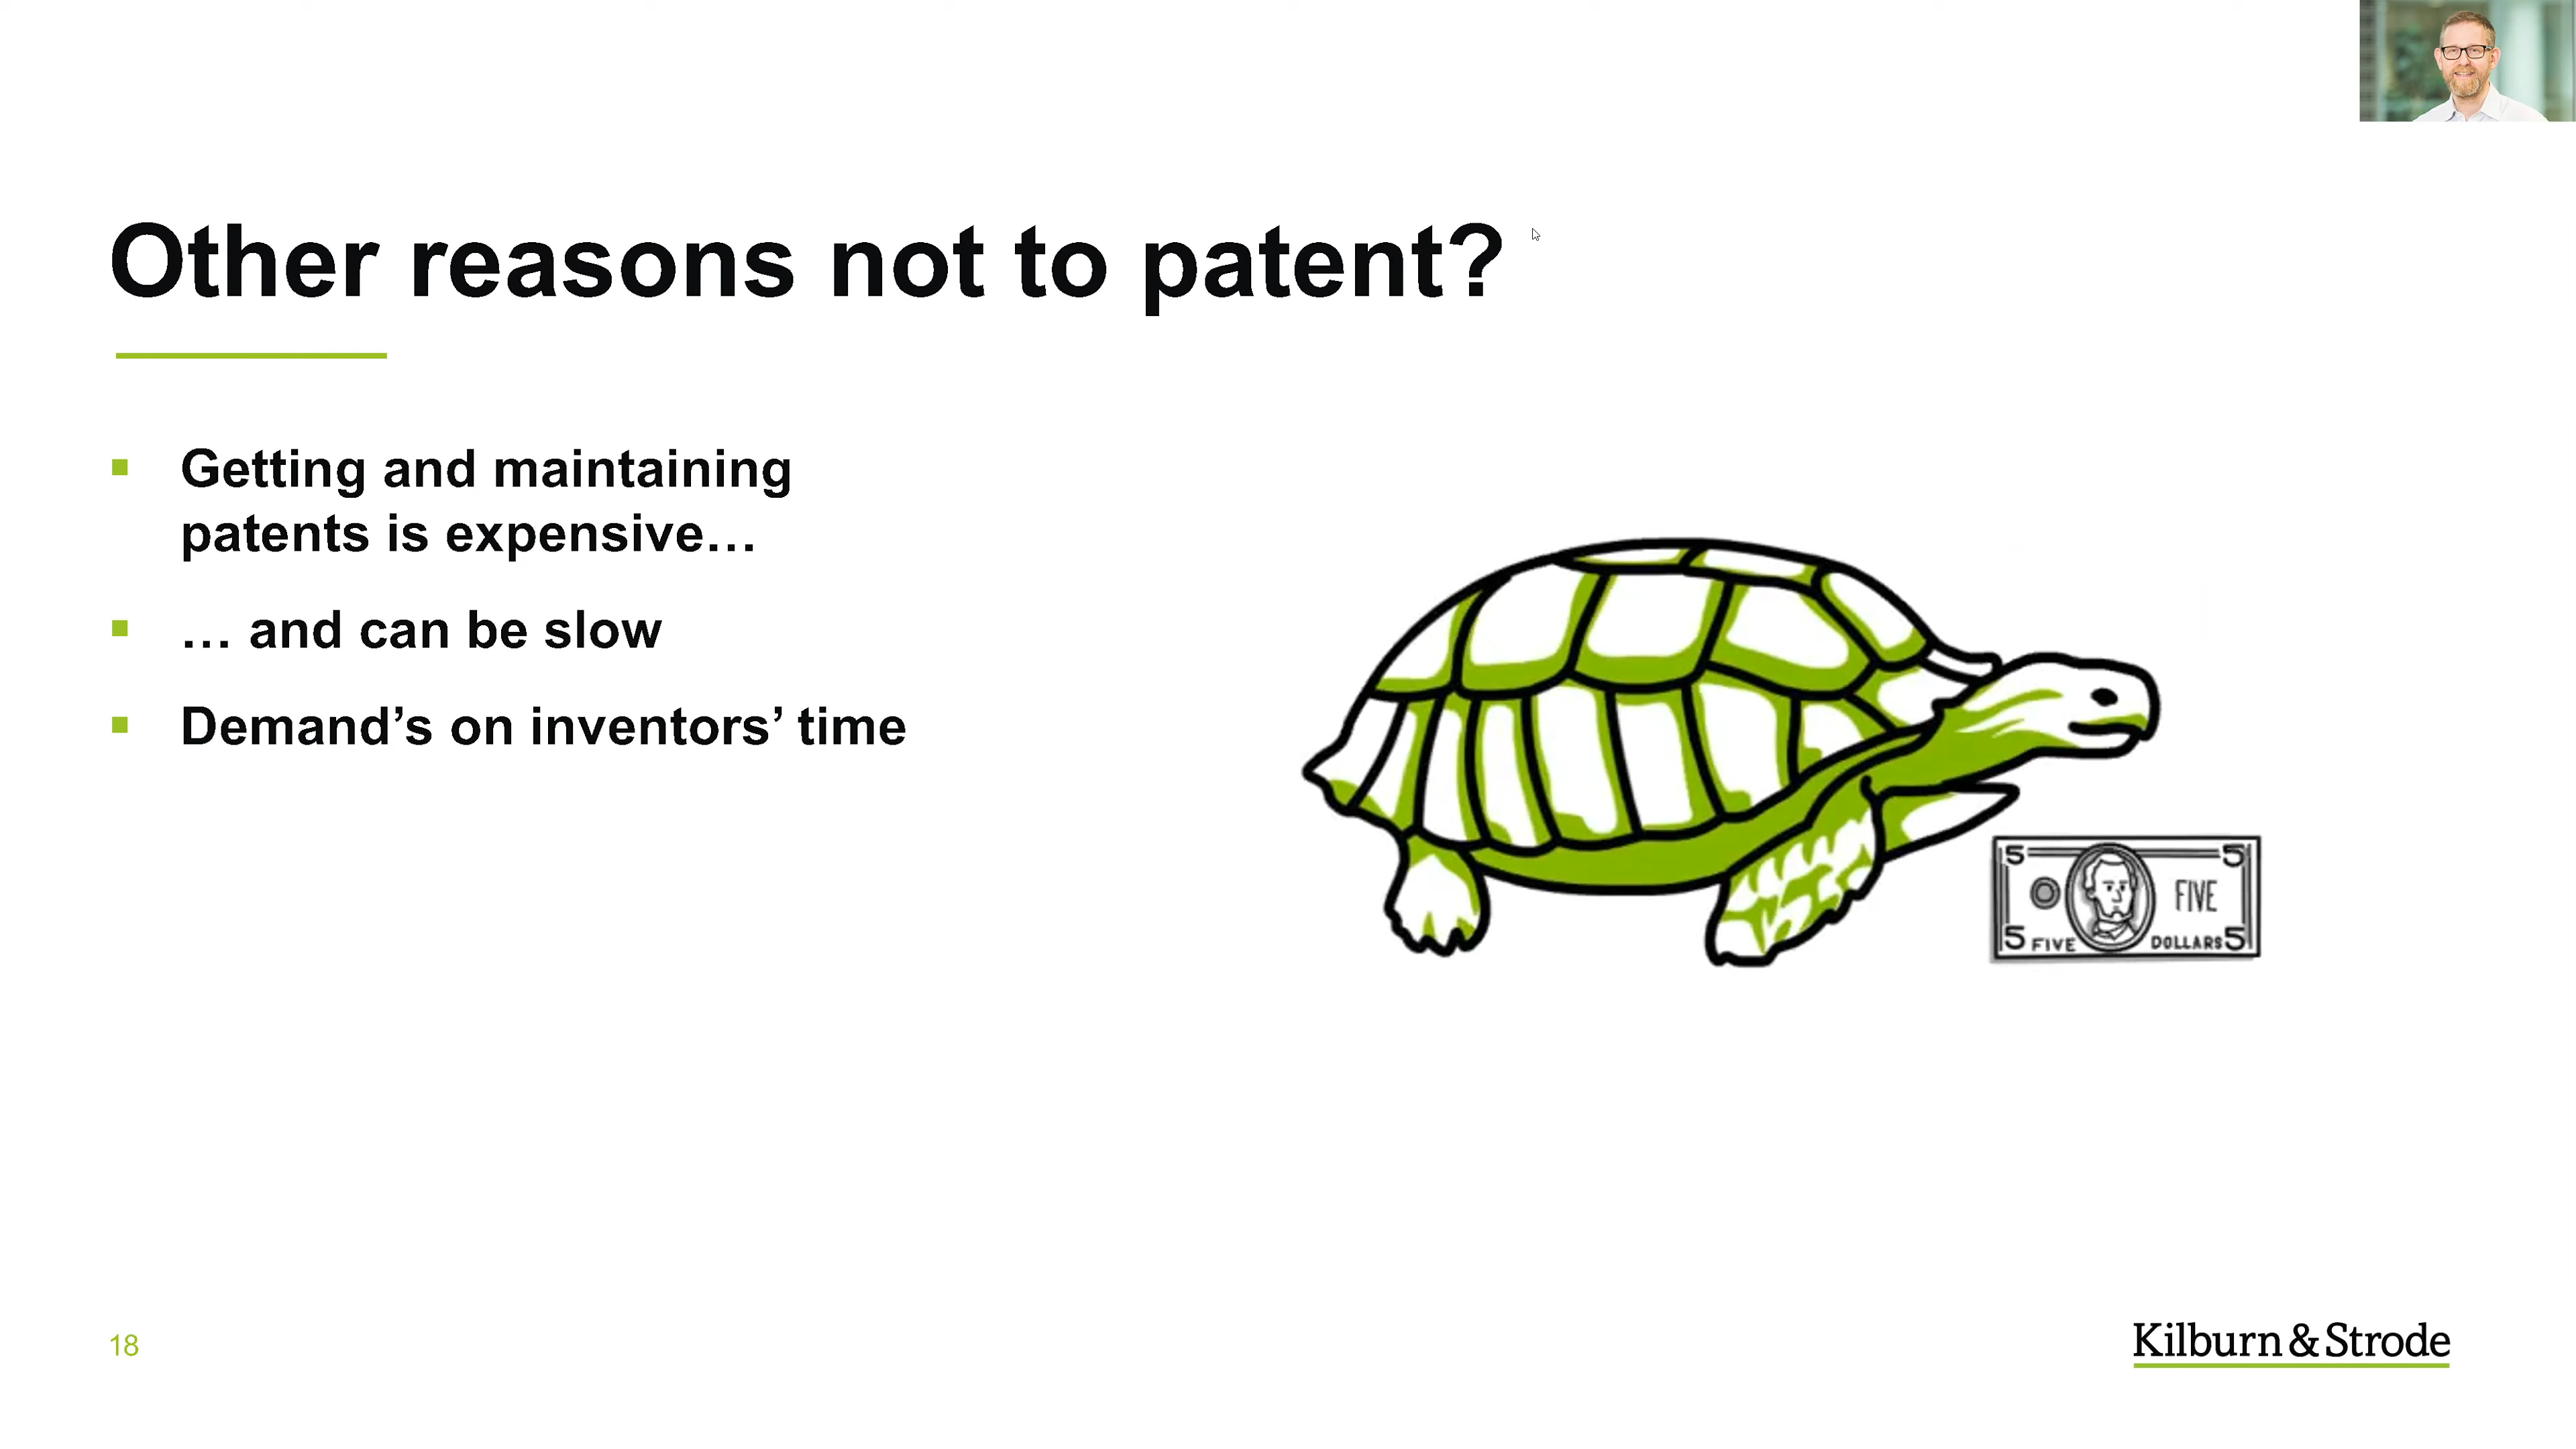 Other reasons not to patent?
Getting and maintaining
patents is expensive…
… and can be slow
Demand’s on inventors’ time
5 5
FIVE
5 FIVE DOLLARS 5
18
Kilburn & Strode